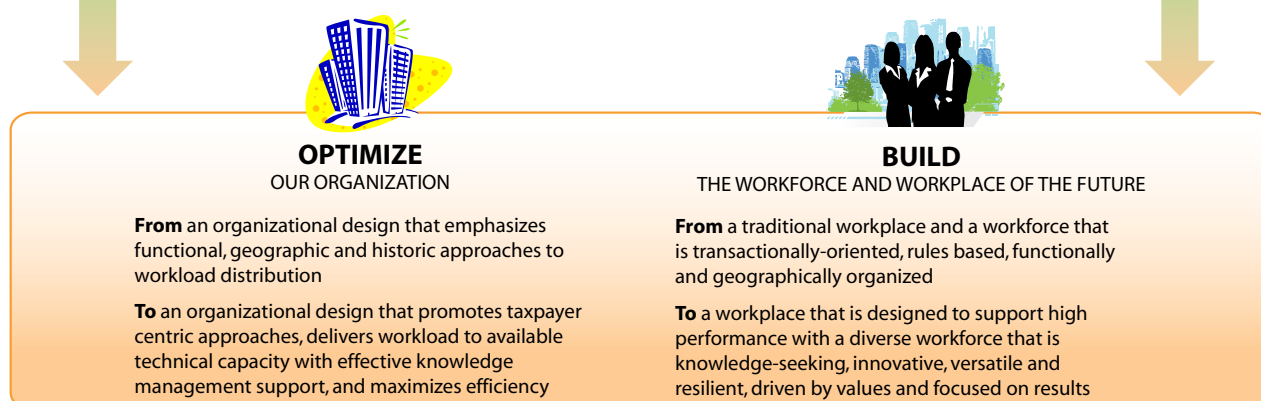 OPTIMIZE
OUR ORGANIZATION
From an organizational design that emphasizes
functional, geographic and historic approaches to
workload distribution
To an organizational design that promotes taxpayer
centric approaches, delivers workload to available
technical capacity with effective knowledge
management support, and maximizes efficiency
BUILD
THE WORKFORCE AND WORKPLACE OF THE FUTURE
From a traditional workplace and a workforce that
is transactionally-oriented, rules based, functionally
and geographically organized
To a workplace that is designed to support high
performance with a diverse workforce that is
knowledge-seeking, innovative, versatile and
resilient, driven by values and focused on results